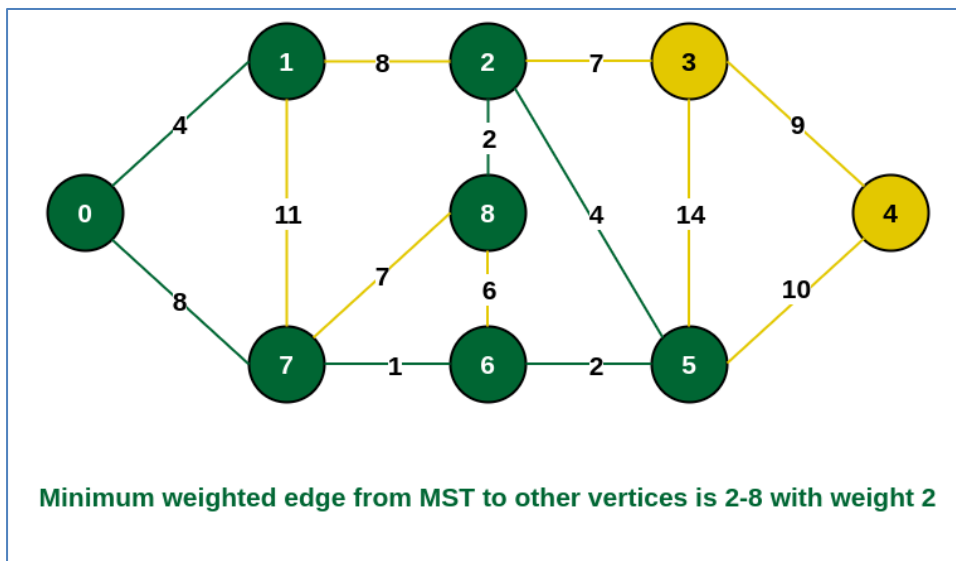 1 8 2 7 3
4 2 9
0 11 8 4 14 4
8 7 6 10
7 1 6 2 5
Minimum weighted edge from MST to other vertices is 2-8 with weight 2